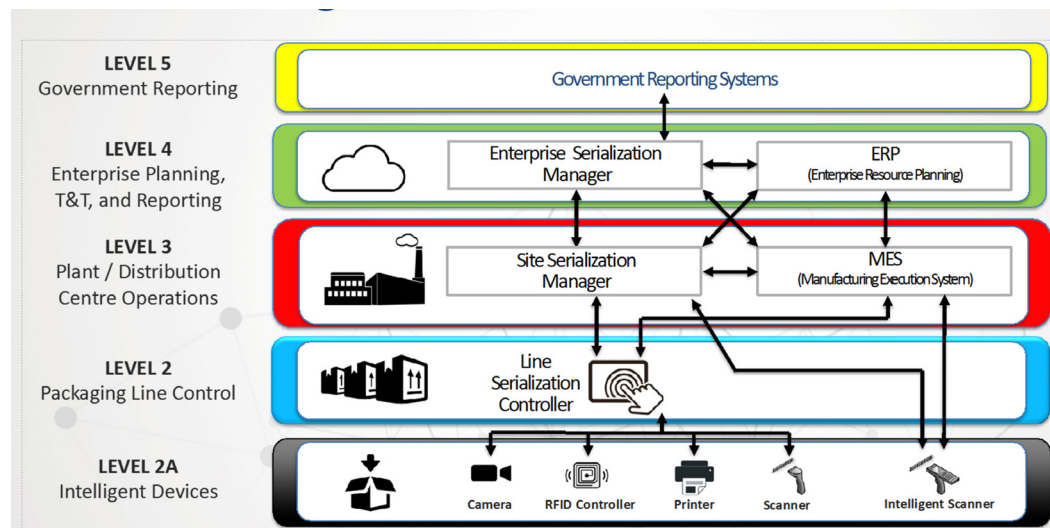 LEVEL 5
Government Reporting
Government Reporting Systems
LEVEL 4
Enterprise Planning,
T&T, and Reporting
Enterprise Serialization
Manager
ERP
(Enterprise Resource Planning)
LEVEL 3
Plant / Distribution
Centre Operations
Site Serialization
Manager
MES
(Manufacturing Execution System)
LEVEL 2
Packaging Line Control
Line
Serialization
Controller
LEVEL 2A
Intelligent Devices
Camera
RFID Controller
Printer
Scanner
Intelligent Scanner